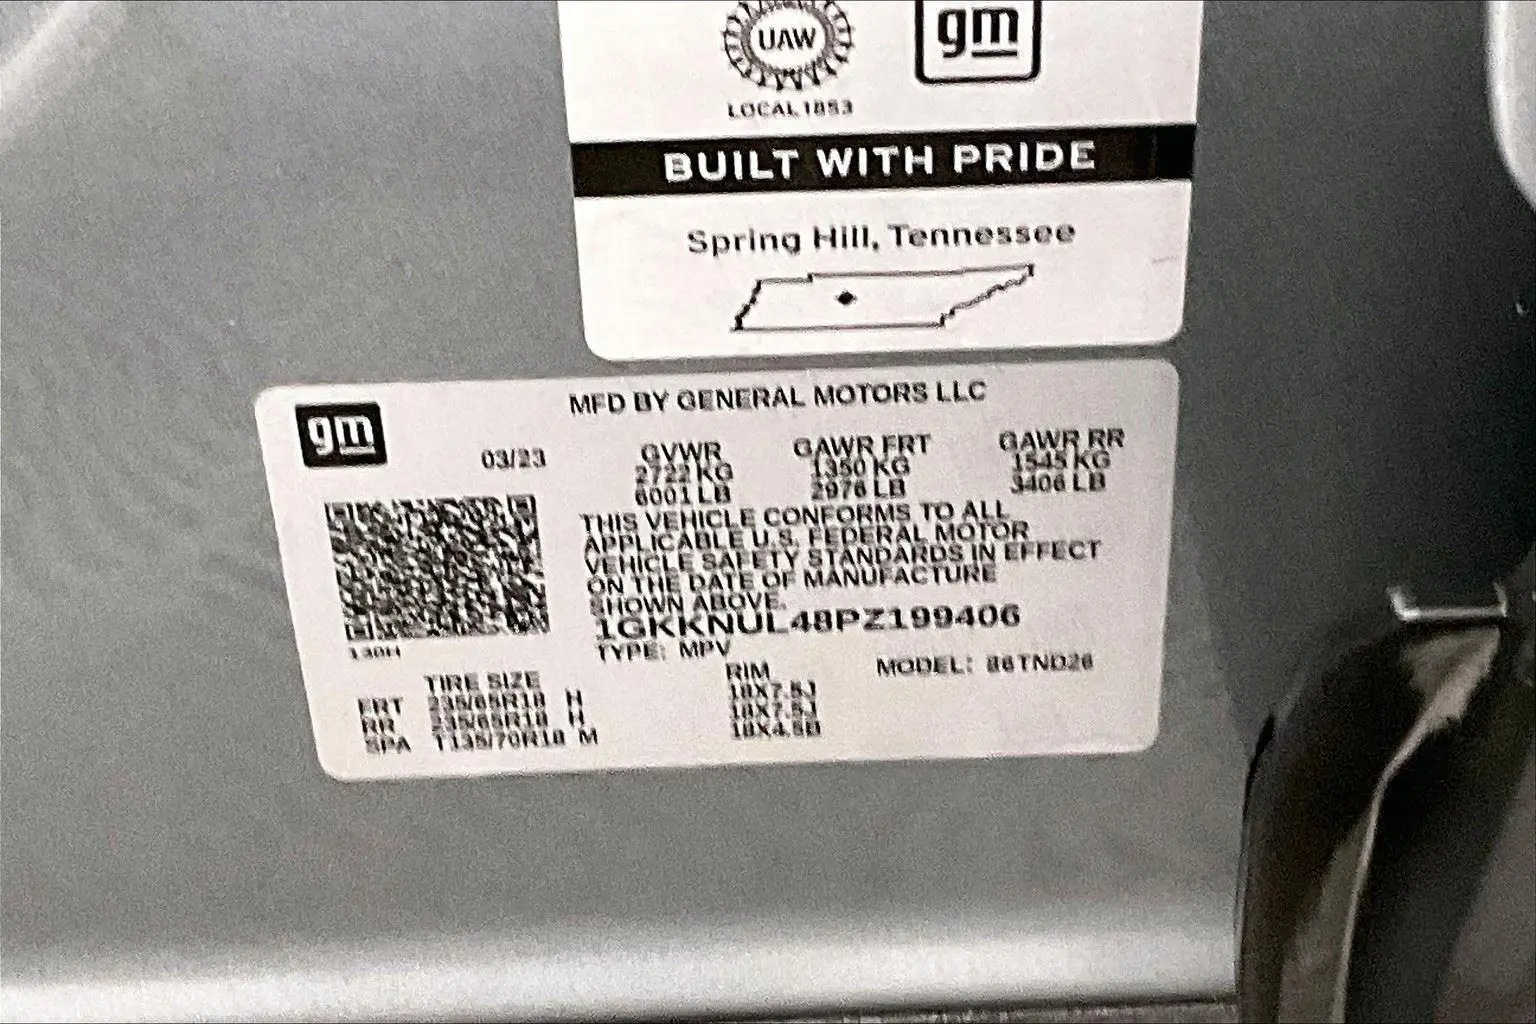 UAW
gm
LOCAL 1853
BUILT WITH PRIDE
Spring Hill, Tennessee
MFD BY GENERAL MOTORS LLC
gm
03/23
GVWR GAWR FRT GAWR RR
2722 KG 1350 KG 1545 KG
6001 LB 2976 LB 3406 LB
THIS VEHICLE CONFORMS TO ALL
APPLICABLE U.S. FEDERAL MOTOR
VEHICLE SAFETY STANDARDS IN EFFECT
ON THE DATE OF MANUFACTURE
SHOWN ABOVE.
1GKKNUL48PZ199406
TYPE: MPV MODEL:
TIRE SIZE RIM
FRT 235/65R18 H 18X7.5J
RR 235/65R18 H 18X7.5J
SPA T135/70R18 M 18X4.5B